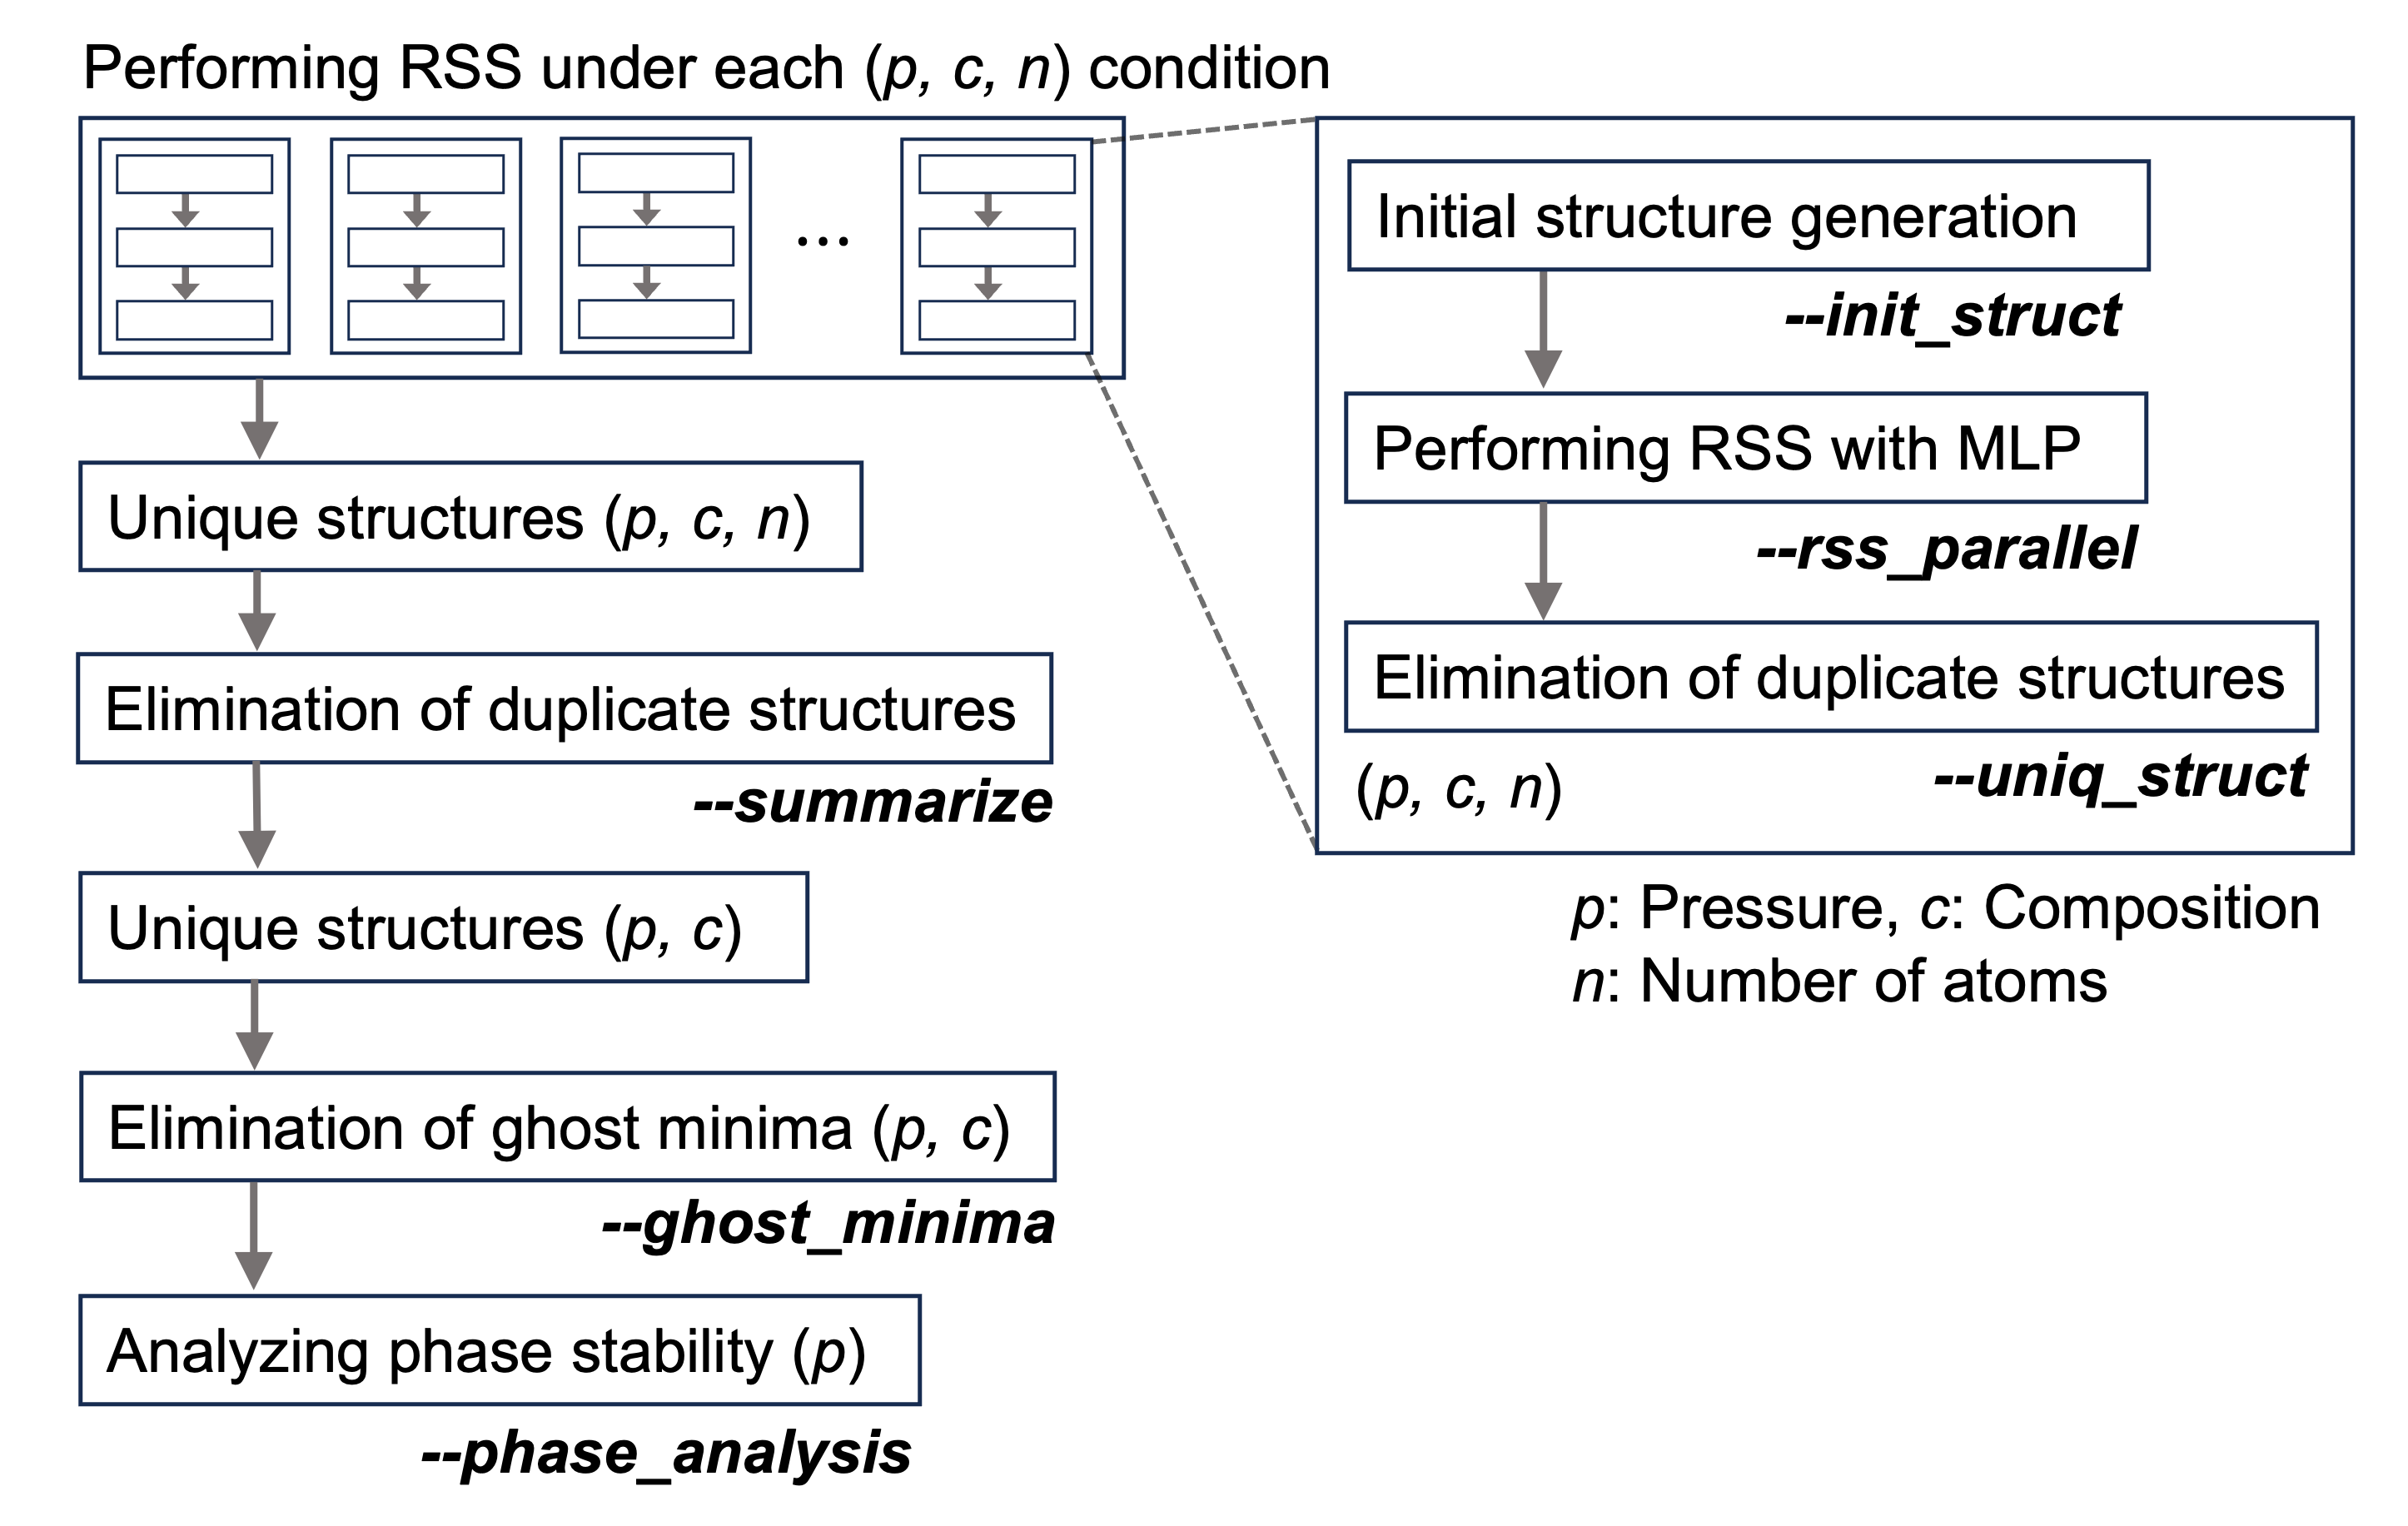 Performing RSS under each (p, c, n) condition
...
Unique structures (p, c, n)
Elimination of duplicate structures
--summarize
Unique structures (p, c)
Elimination of ghost minima (p, c)
--ghost_minima
Analyzing phase stability (p)
--phase_analysis
Initial structure generation
--init_struct
Performing RSS with MLP
--rss_parallel
Elimination of duplicate structures
--uniq_struct
(p, c, n)
p: Pressure, c: Composition
n: Number of atoms